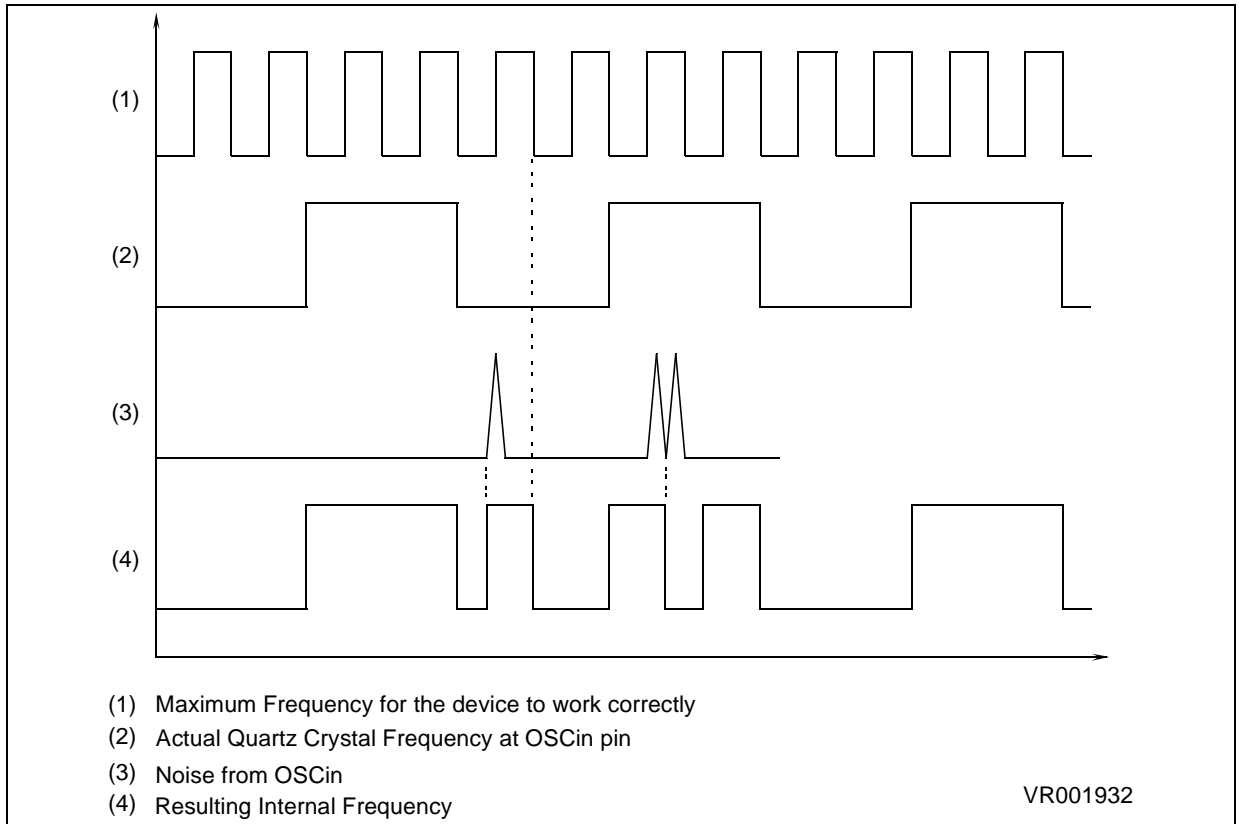 (1)
(2)
(3)
(4)
(1) Maximum Frequency for the device to work correctly
(2) Actual Quartz Crystal Frequency at OSCin pin
(3) Noise from OSCin
(4) Resulting Internal Frequency
VR001932